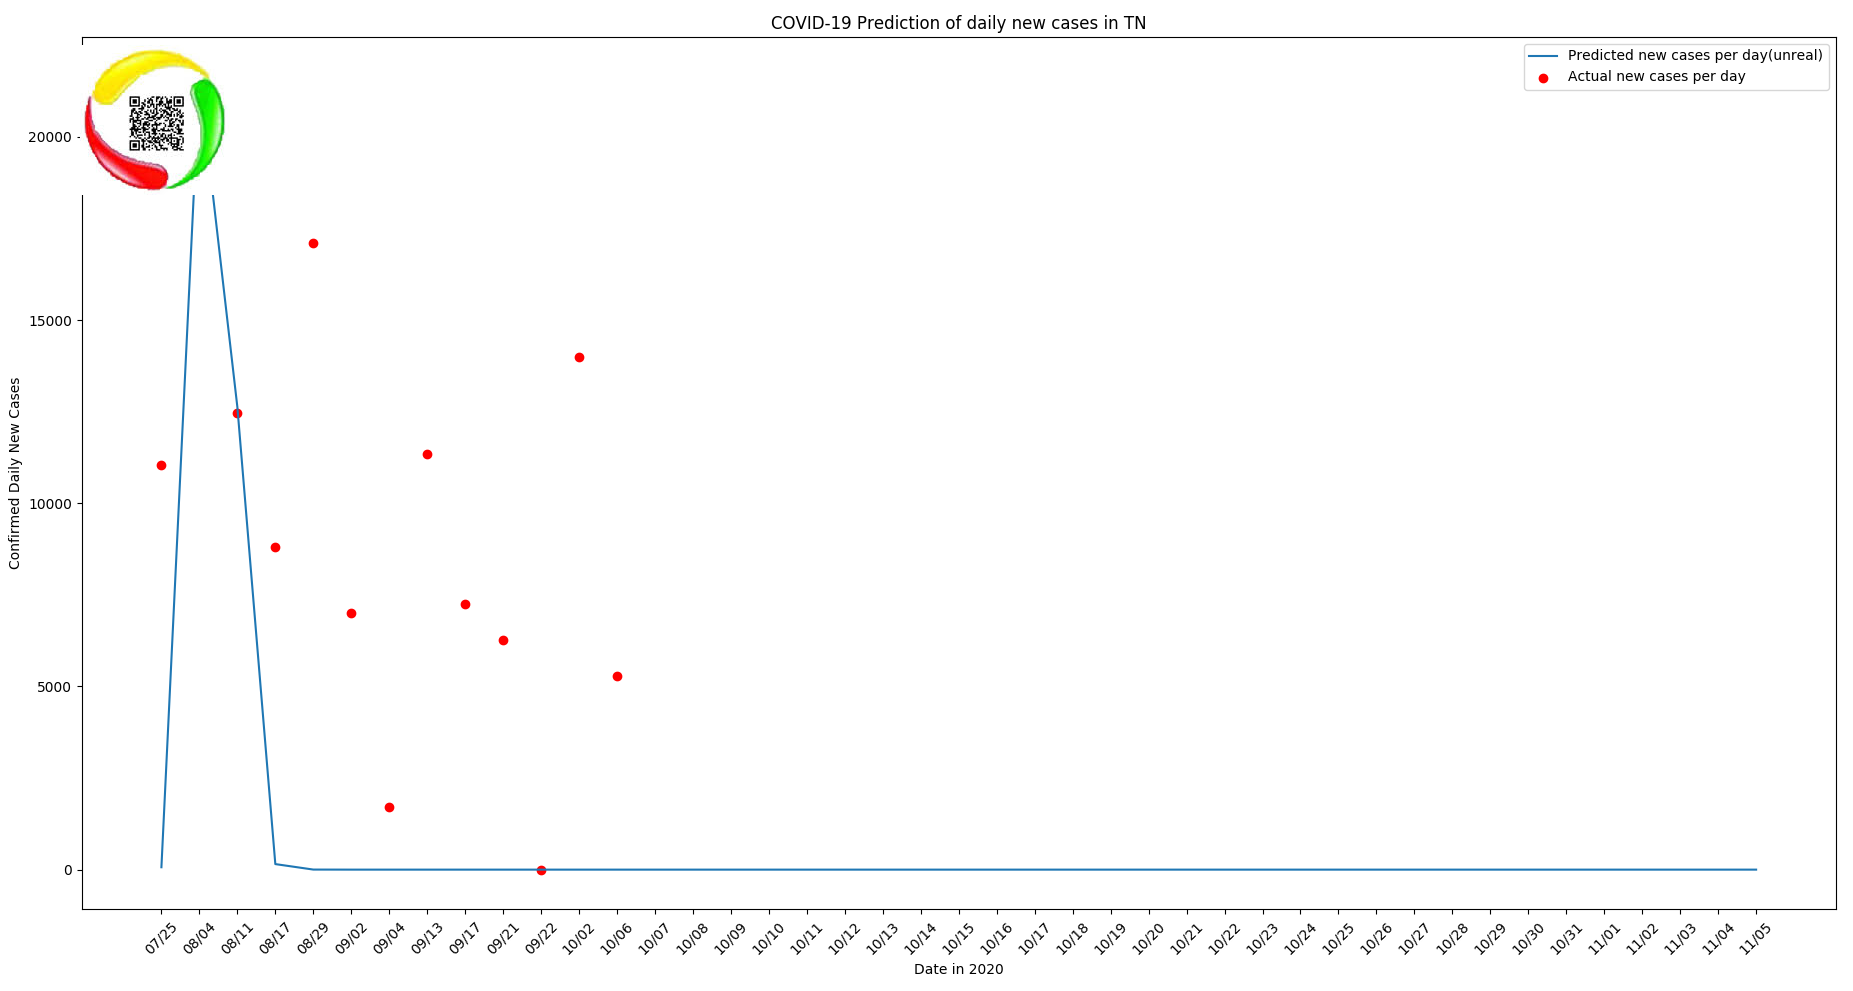 COVID-19 Prediction of daily new cases in TN
Predicted new cases per day(unreal)
Actual new cases per day
20000
15000
10000
5000
0
Confirmed Daily New Cases
07/25 08/04 08/11 08/17 08/29 09/02 09/04 09/13 09/17 09/21 09/22 10/02 10/06 10/07 10/08 10/09 10/10 10/11 10/12 10/13 10/14 10/15 10/16 10/17 10/18 10/19 10/20 10/21 10/22 10/23 10/24 10/25 10/26 10/27 10/28 10/29 10/30 10/31 11/01 11/02 11/03 11/04 11/05
Date in 2020